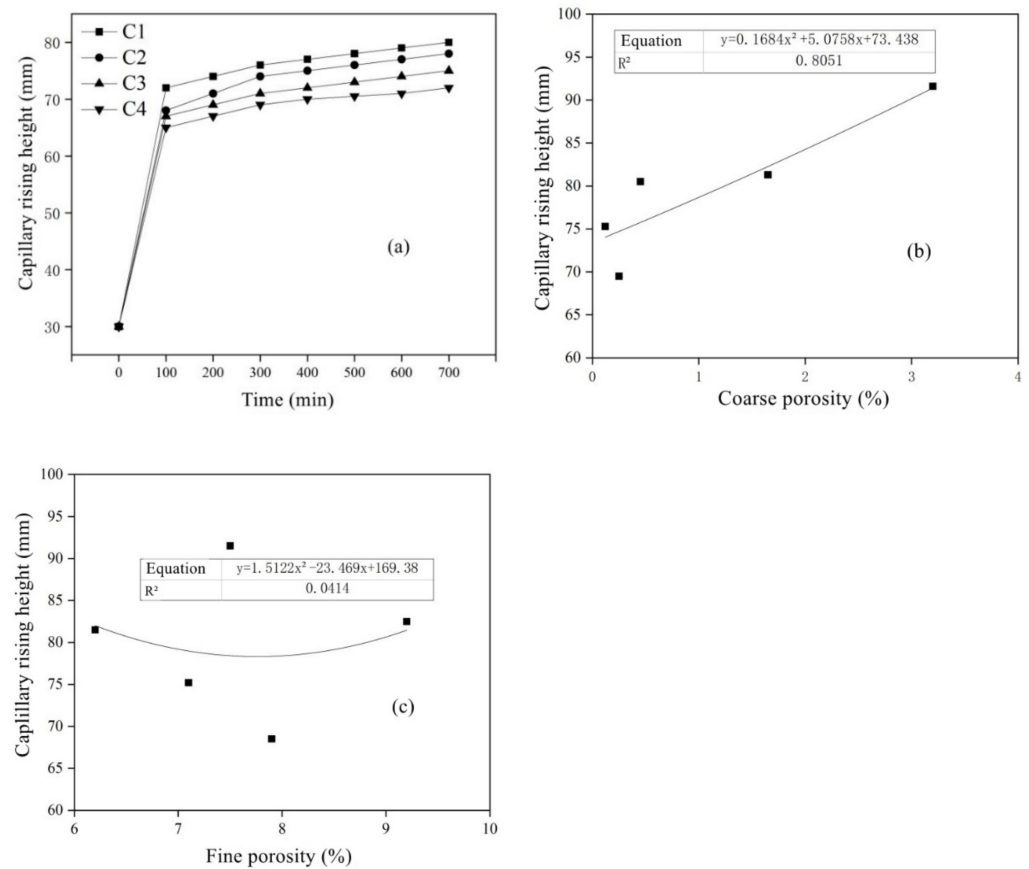 C1
C2
C3
C4
80
70
60
50
40
30
Capillary rising height (mm)
(a)
0 100 200 300 400 500 600 700
Time (min)
100
95
90
85
80
75
70
65
60
Capillary rising height (mm)
Equation y=0.1684x²+5.0758x+73.438
R² 0.8051
(b)
0 1 2 3 4
Coarse porosity (%)
100
95
90
85
80
75
70
65
60
Caplillary rising height (mm)
Equation y=1.5122x²-23.469x+169.38
R² 0.0414
(c)
6 7 8 9 10
Fine porosity (%)